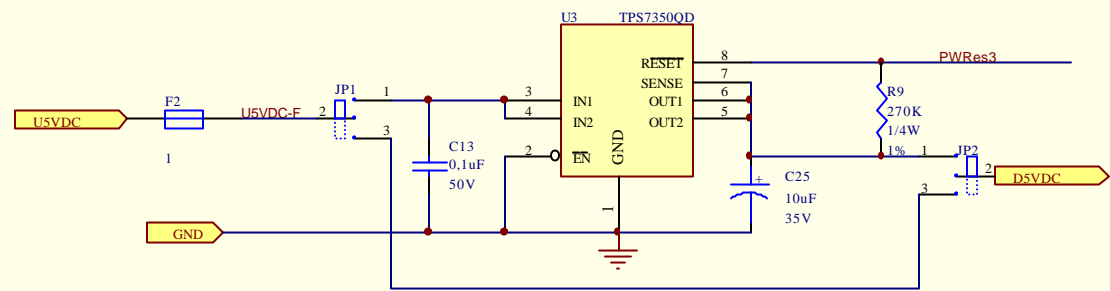 U3 TPS7350QD
8 PWRes3
RESET
7
SENSE
JP1
F2
1 3 6 R9
IN1 OUT1
U5VDC U5VDC-F 2 270K
4 5
IN2 OUT2
1/4W
3
C13 GND
1 0,1uF 2 EN 1% 1 JP2
50V
C25 2 D5VDC
+
10uF 3
35V
1
GND